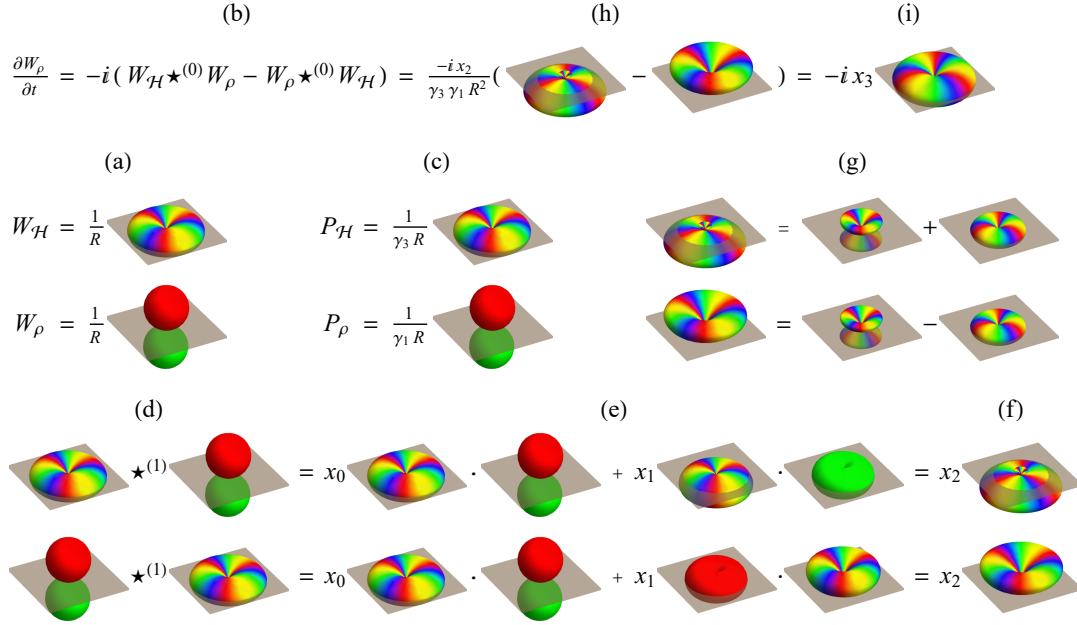 (b) (h) (i)
∂W_ρ/∂t = −i( W_ℋ ★^(0) W_ρ − W_ρ ★^(0) W_ℋ ) = −i x_2/(γ_3 γ_1 R^2) ( − ) = −i x_3
(a) (c) (g)
W_ℋ = 1/R P_ℋ = 1/(γ_3 R) = +
W_ρ = 1/R P_ρ = 1/(γ_1 R) = −
(d) (e) (f)
★^(1) = x_0 · + x_1 · = x_2
★^(1) = x_0 · + x_1 · = x_2